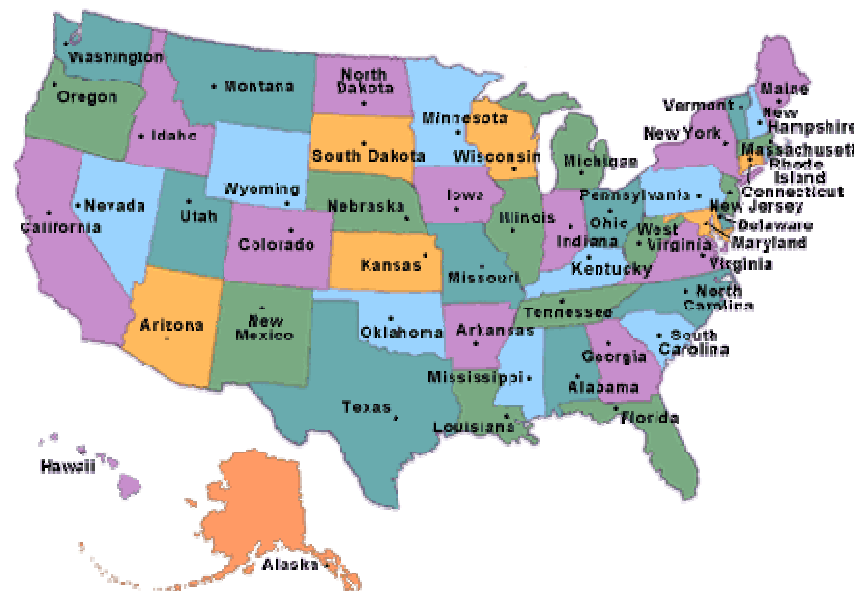 Washington
Montana
North
Dakota
Minnesota
Maine
Vermont
New
Hampshire
Oregon
Idaho
South Dakota
Wisconsin
Michigan
New York
Massachusett
Rhode
Island
Connecticut
Wyoming
Nebraska
Iowa
Illinois
Indiana
Ohio
Pennsylvania
New Jersey
Delaware
Maryland
California
Nevada
Utah
Colorado
Kansas
Missouri
Kentucky
West
Virginia
Virginia
Arizona
New
Mexico
Oklahoma
Arkansas
Tennessee
North
Carolina
South
Carolina
Texas
Louisiana
Mississippi
Alabama
Georgia
Florida
Hawaii
Alaska